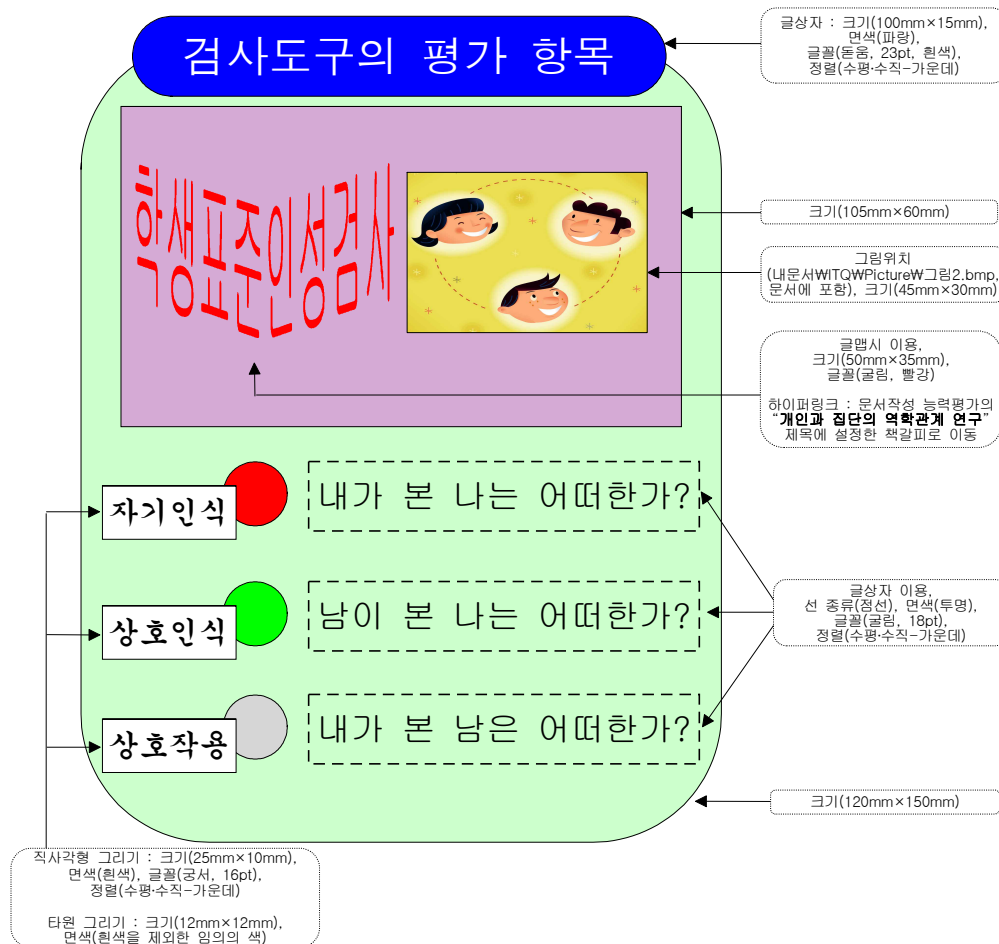 검사도구의 평가 항목
글상자 : 크기(100mm×15mm),
면색(파랑),
글꼴(돋움, 23pt, 흰색),
정렬(수평·수직-가운데)
학생표준인성검사
크기(105mm×60mm)
그림위치
(내문서₩ITQ₩Picture₩그림2.bmp,
문서에 포함), 크기(45mm×30mm)
글맵시 이용,
크기(50mm×35mm),
글꼴(굴림, 빨강)
하이퍼링크 : 문서작성 능력평가의
“개인과 집단의 역학관계 연구”
제목에 설정한 책갈피로 이동
자기인식
내가 본 나는 어떠한가?
상호인식
남이 본 나는 어떠한가?
글상자 이용,
선 종류(점선), 면색(투명),
글꼴(굴림, 18pt),
정렬(수평·수직-가운데)
상호작용
내가 본 남은 어떠한가?
크기(120mm×150mm)
직사각형 그리기 : 크기(25mm×10mm),
면색(흰색), 글꼴(궁서, 16pt),
정렬(수평·수직-가운데)
타원 그리기 : 크기(12mm×12mm),
면색(흰색을 제외한 임의의 색)